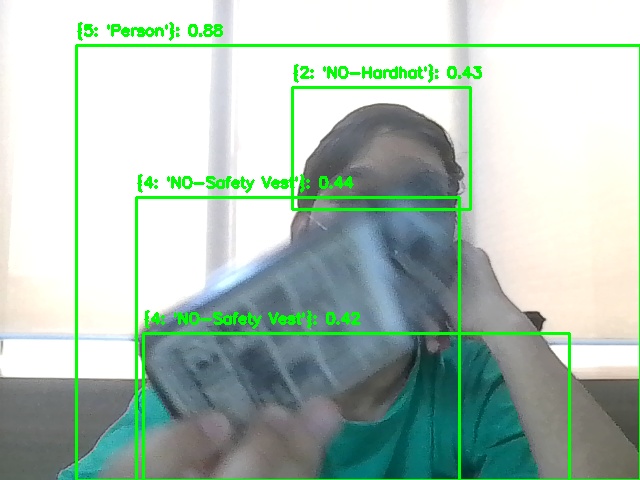 {5: 'Person'}: 0.88
{2: 'NO-Hardhat'}: 0.43
{4: 'NO-Safety Vest'}: 0.44
{4: 'NO-Safety Vest'}: 0.42